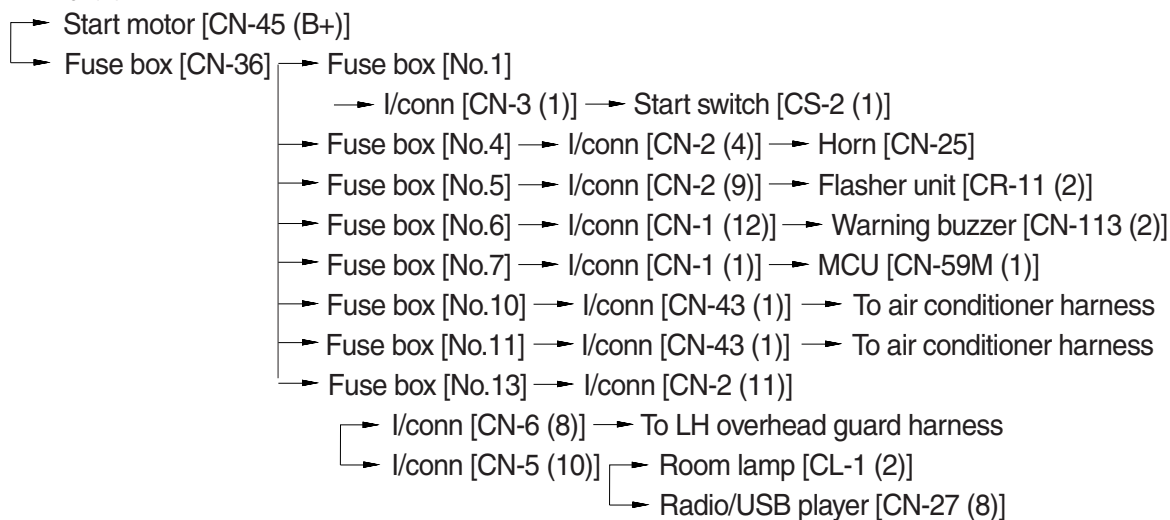 Start motor [CN-45 (B+)]
Fuse box [CN-36] Fuse box [No.1]
I/conn [CN-3 (1)] Start switch [CS-2 (1)]
Fuse box [No.4] I/conn [CN-2 (4)] Horn [CN-25]
Fuse box [No.5] I/conn [CN-2 (9)] Flasher unit [CR-11 (2)]
Fuse box [No.6] I/conn [CN-1 (12)] Warning buzzer [CN-113 (2)]
Fuse box [No.7] I/conn [CN-1 (1)] MCU [CN-59M (1)]
Fuse box [No.10] I/conn [CN-43 (1)] To air conditioner harness
Fuse box [No.11] I/conn [CN-43 (1)] To air conditioner harness
Fuse box [No.13] I/conn [CN-2 (11)]
I/conn [CN-6 (8)] To LH overhead guard harness
I/conn [CN-5 (10)] Room lamp [CL-1 (2)]
Radio/USB player [CN-27 (8)]